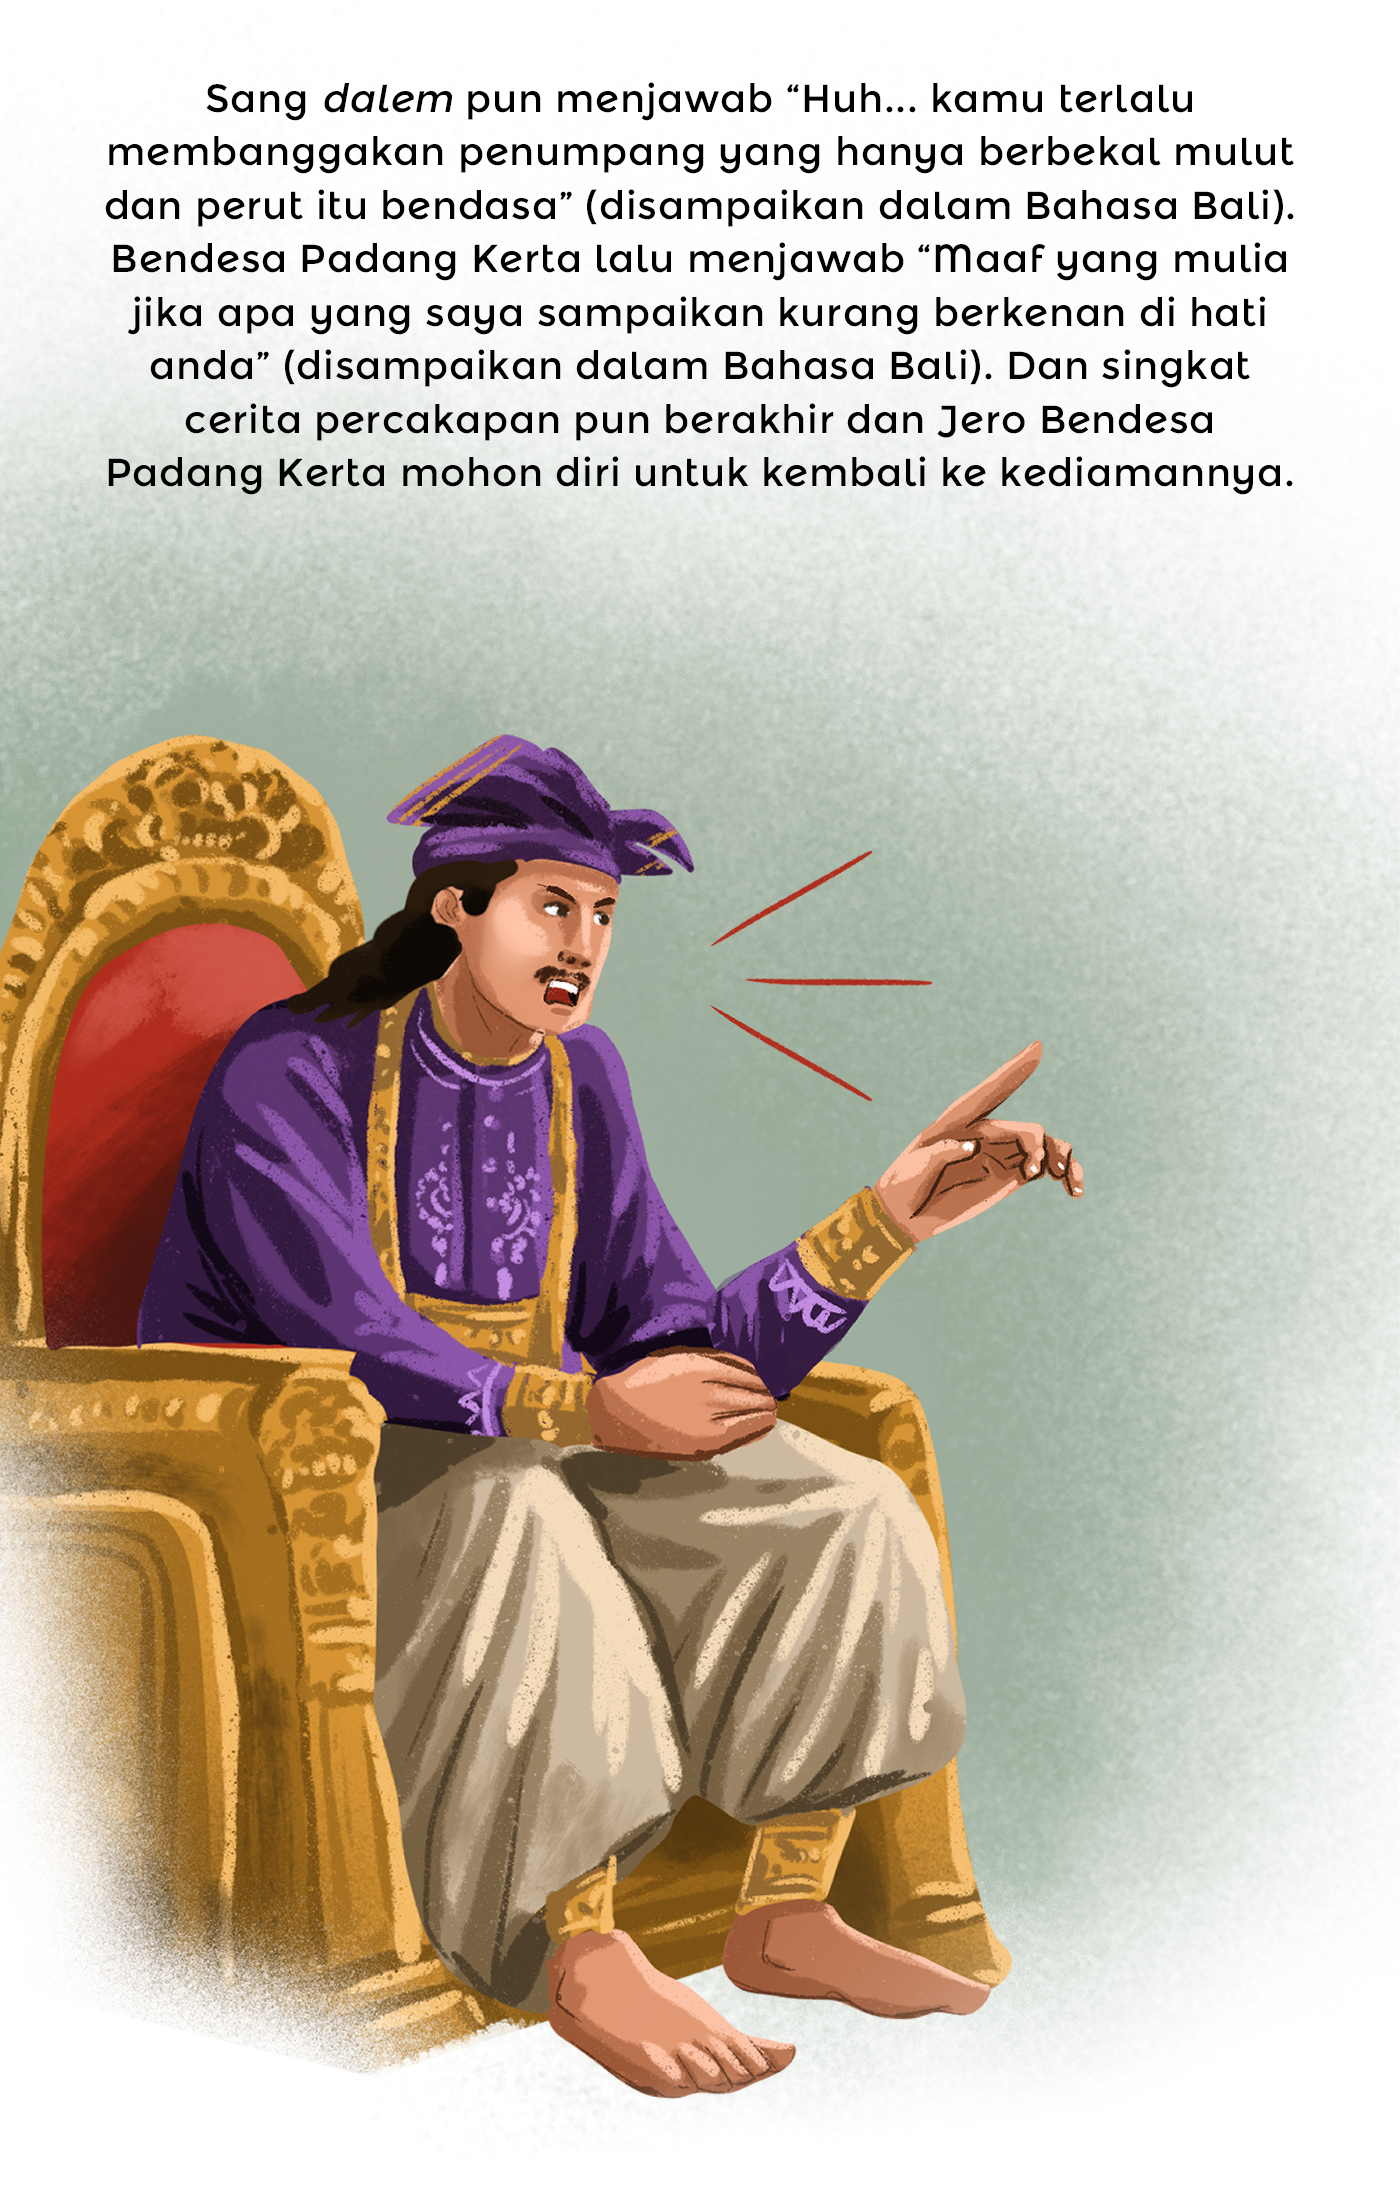 Sang dalem pun menjawab “Huh... kamu terlalu
membanggakan penumpang yang hanya berbekal mulut
dan perut itu bendasa” (disampaikan dalam Bahasa Bali).
Bendesa Padang Kerta lalu menjawab “Maaf yang mulia
jika apa yang saya sampaikan kurang berkenan di hati
anda” (disampaikan dalam Bahasa Bali). Dan singkat
cerita percakapan pun berakhir dan Jero Bendesa
Padang Kerta mohon diri untuk kembali ke kediamannya.